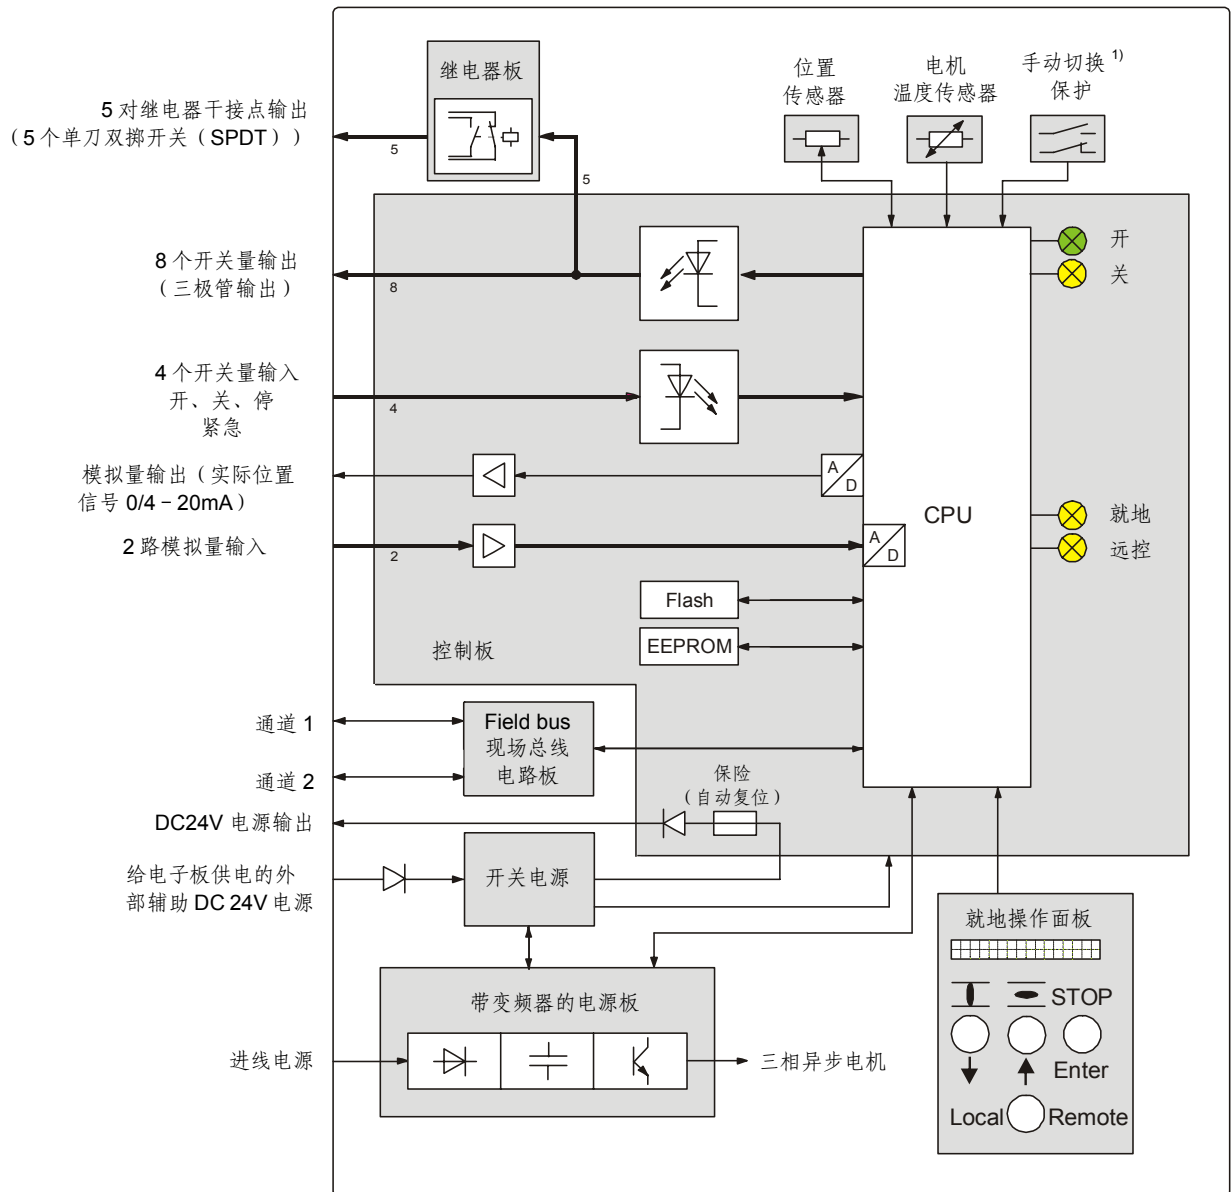 继电器板
5 对继电器干接点输出
（5 个单刀双掷开关（SPDT））
5
5
位置
传感器
电机
温度传感器
手动切换 1)
保护
8 个开关量输出
（三极管输出）
8
开
关
4 个开关量输入
开、关、停
紧急
4
模拟量输出（实际位置
信号 0/4－20mA）
A
D
CPU
就地
远控
2 路模拟量输入
2
A
D
Flash
EEPROM
控制板
通道 1
通道 2
Field bus
现场总线
电路板
保险
（自动复位）
DC24V 电源输出
给电子板供电的外
部辅助 DC 24V 电源
开关电源
就地操作面板
STOP
Enter
Local
Remote
带变频器的电源板
进线电源
三相异步电机